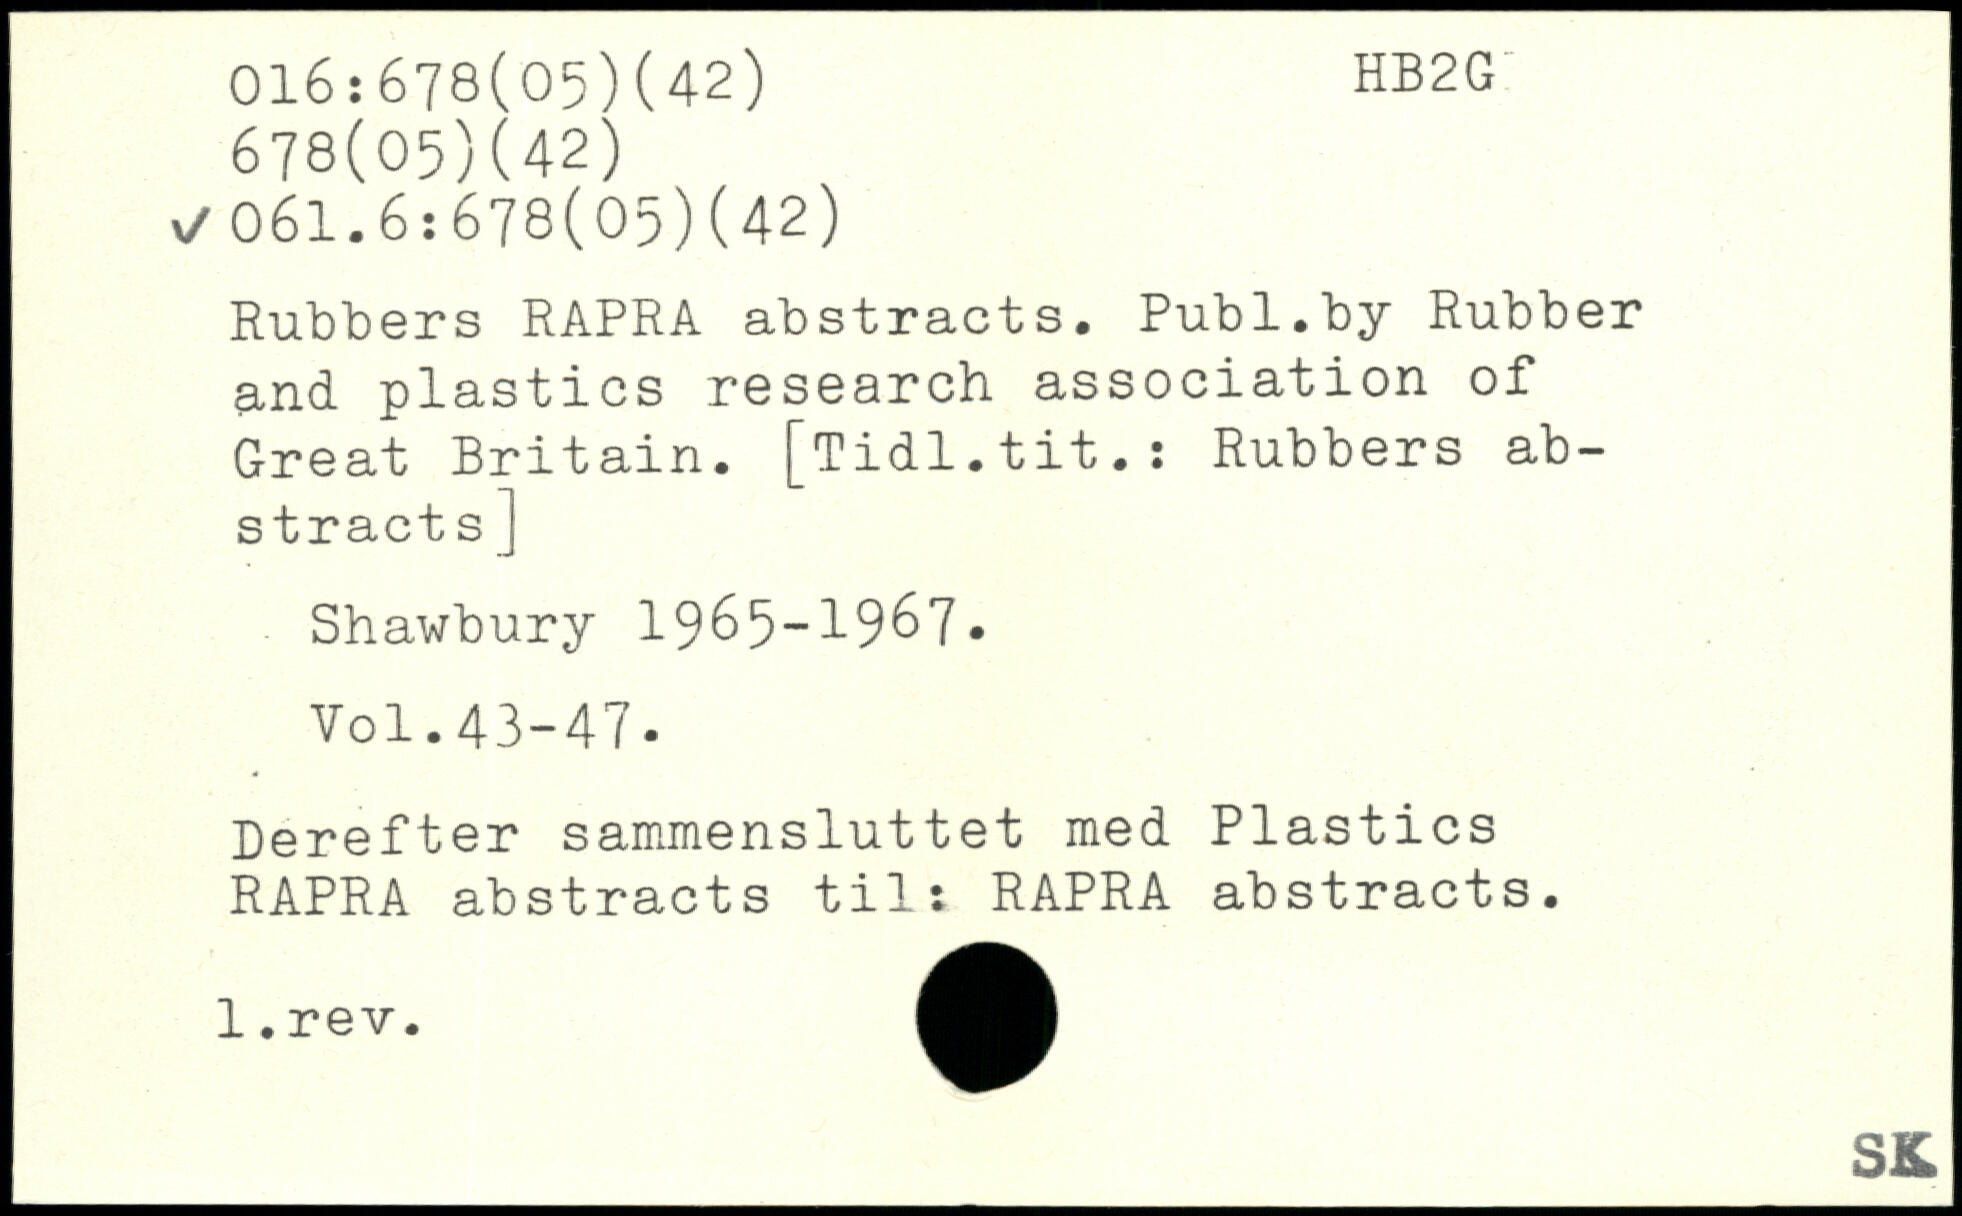 016:678(05)(42)
HB2G
678(05)(42)
✓ 061.6:678(05)(42)
Rubbers RAPRA abstracts. Publ.by Rubber
and plastics research association of
Great Britain. [Tidl.tit.: Rubbers ab-
stracts]
Shawbury 1965-1967.
Vol.43-47.
Derefter sammensluttet med Plastics
RAPRA abstracts til: RAPRA abstracts.
1.rev.
SK